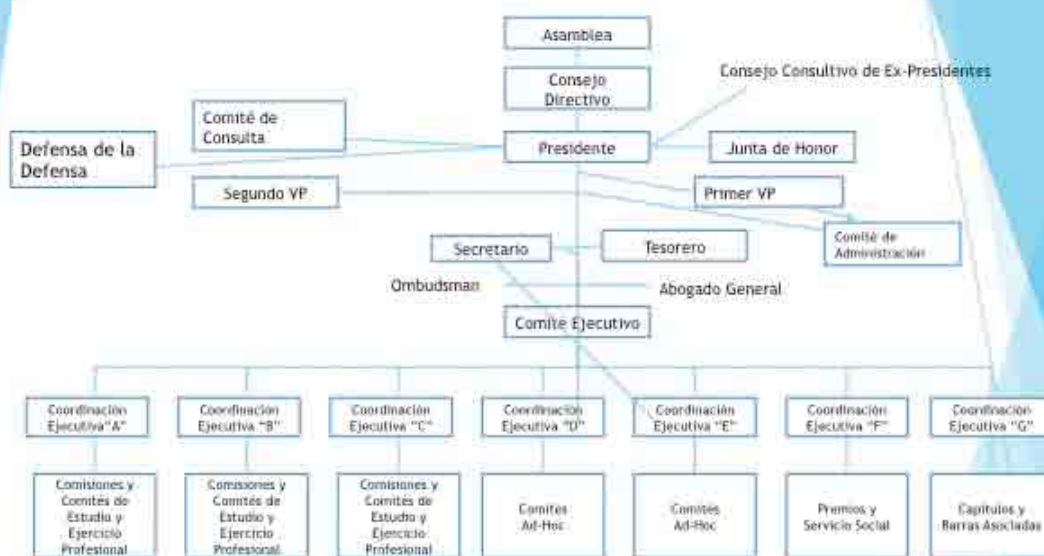 Asamblea
Consejo
Directivo
Consejo Consultivo de Ex-Presidentes
Comité de
Consulta
Defensa de la
Defensa
Presidente
Junta de Honor
Segundo VP
Primer VP
Comité de
Administración
Secretario
Tesorero
Ombudsman
Abogado General
Comite Ejecutivo
Coordinación
Ejecutiva"A"
Coordinación
Ejecutiva "B"
Coordinación
Ejecutiva "C"
Coordinación
Ejecutiva "D"
Coordinación
Ejecutiva "E"
Coordinación
Ejecutiva "F"
Coordinación
Ejecutiva "G"
Comisiones y
Comités de
Estudio y
Ejercicio
Profesional
Comisiones y
Comités de
Estudio y
Ejercicio
Profesional
Comisiones y
Comités de
Estudio y
Ejercicio
Profesional
Comites
Ad-Hoc
Comites
Ad-Hoc
Premios y
Servicio Social
Capítulos y
Barras Asociadas